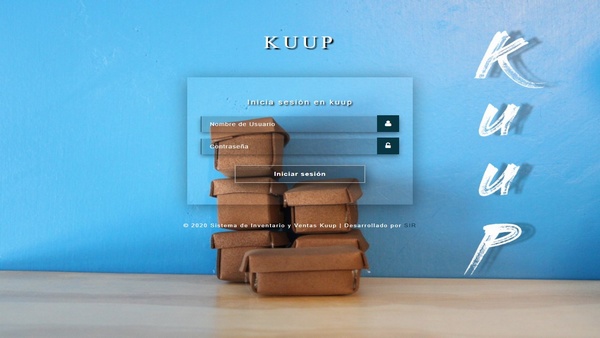 KUUP
Inicia sesión en kuup
Nombre de Usuario
Contraseña
Iniciar sesión
© 2020 Sistema de Inventario y Ventas Kuup | Desarrollado por SIR
K
u
u
P